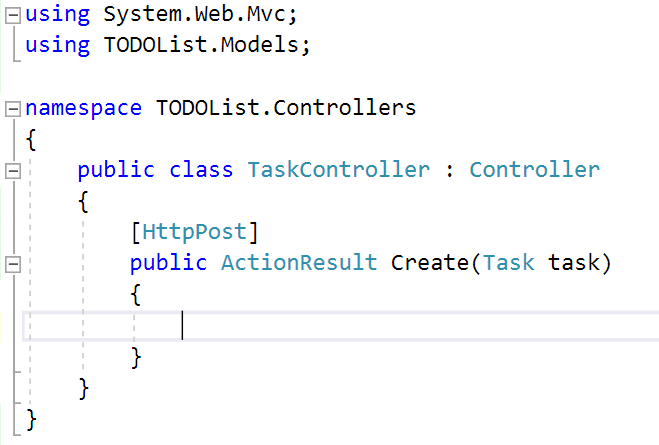 using System.Web.Mvc;
using TODOList.Models;
namespace TODOList.Controllers
{
public class TaskController : Controller
{
[HttpPost]
public ActionResult Create(Task task)
{
}
}
}